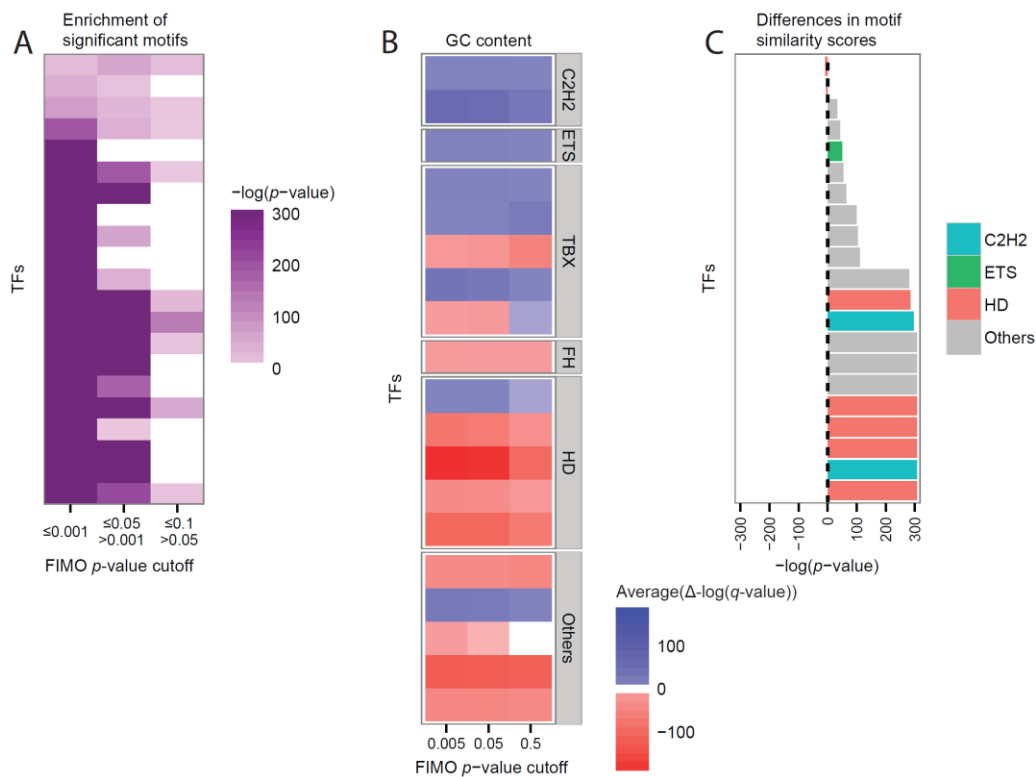 A
Enrichment of
significant motifs
TFs
≤0.001
≤0.05
>0.001
≤0.1
>0.05
FIMO p-value cutoff
−log(p−value)
300
200
100
0
B
GC content
TFs
C2H2
ETS
TBX
FH
HD
Others
0.005
0.05
0.5
FIMO p-value cutoff
Average(Δ-log(q-value))
100
0
−100
C
Differences in motif
similarity scores
TFs
−300
−200
−100
0
100
200
300
−log(p−value)
C2H2
ETS
HD
Others